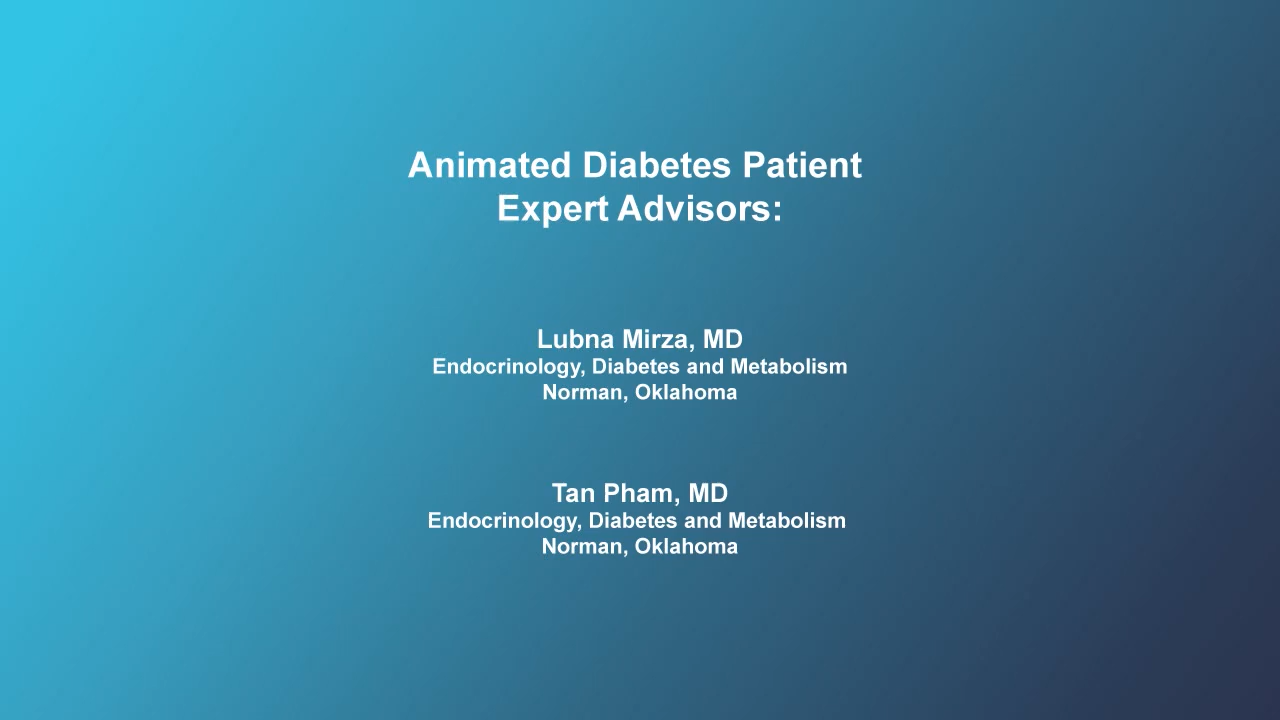 Animated Diabetes Patient
Expert Advisors:
Lubna Mirza, MD
Endocrinology, Diabetes and Metabolism
Norman, Oklahoma
Tan Pham, MD
Endocrinology, Diabetes and Metabolism
Norman, Oklahoma